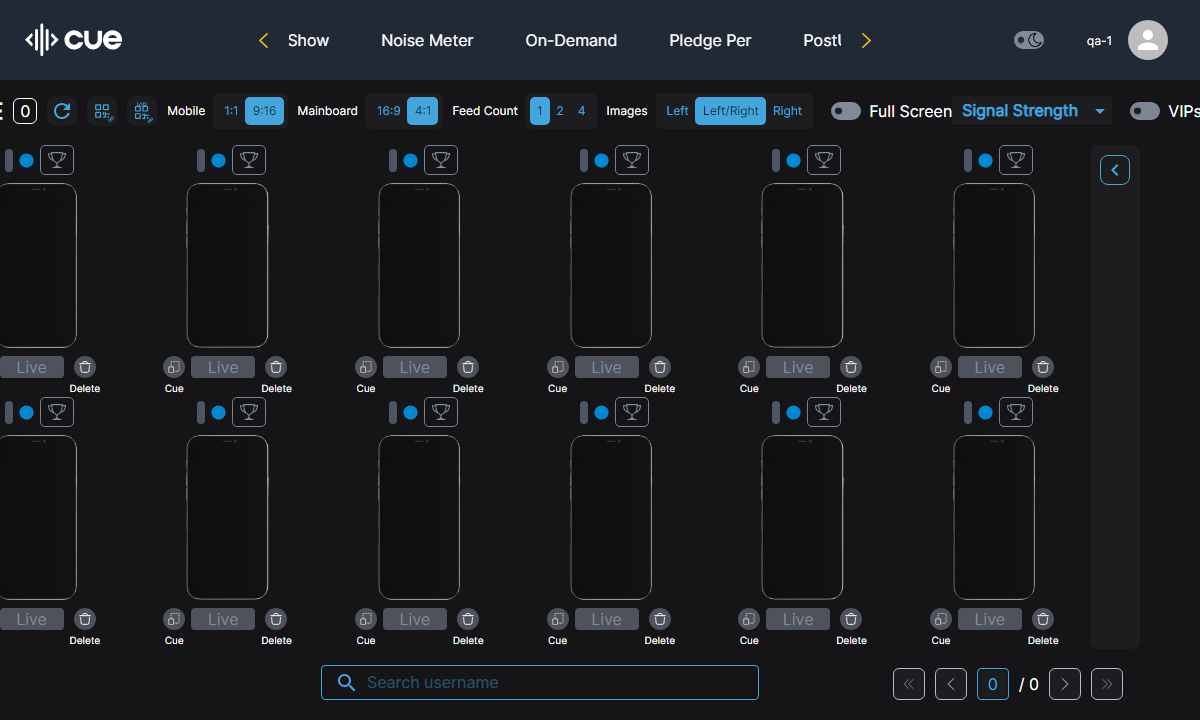 cue
Show Noise Meter On-Demand Pledge Per PostU qa-1
0 Mobile 1:1 9:16 Mainboard 16:9 4:1 Feed Count 1 2 4 Images Left Left/Right Right Full Screen Signal Strength VIPs
Live Cue Live Cue Live Cue Live Cue Live Cue Live
Delete Delete Delete Delete Delete Delete
Live Cue Live Cue Live Cue Live Cue Live Cue Live
Delete Delete Delete Delete Delete Delete
Search username
0 / 0